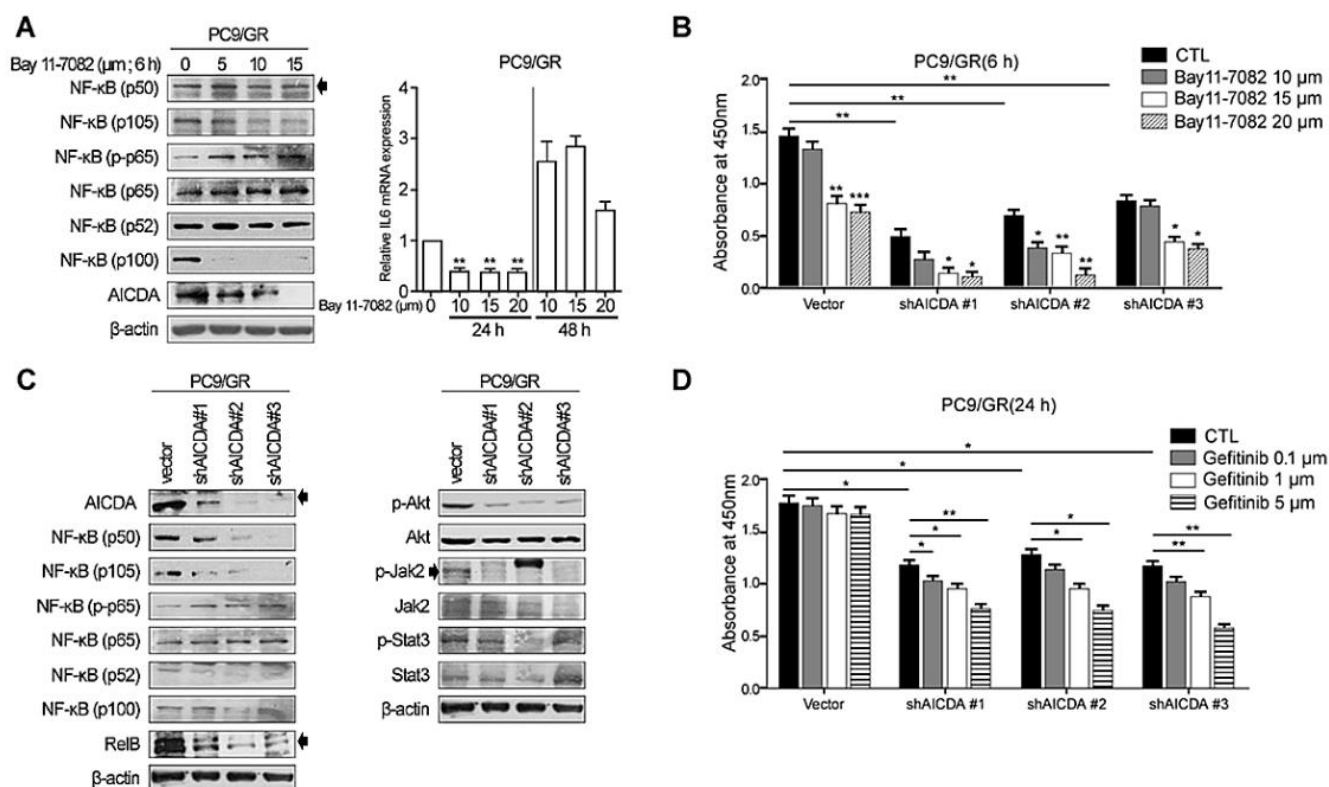 A
PC9/GR
Bay 11-7082 (μm; 6 h) 0 5 10 15
NF-κB (p50)
NF-κB (p105)
NF-κB (p-p65)
NF-κB (p65)
NF-κB (p52)
NF-κB (p100)
AICDA
β-actin
PC9/GR
Relative IL6 mRNA expression
4
3
2
1
0
** ** **
Bay 11-7082 (μm) 0 10 15 20 10 15 20
24 h 48 h
B
PC9/GR(6 h)
CTL
Bay11-7082 10 μm
Bay11-7082 15 μm
Bay11-7082 20 μm
Absorbance at 450nm
2.0
1.5
1.0
0.5
0.0
**
**
**
** ***
* *
* ** **
* *
Vector shAICDA #1 shAICDA #2 shAICDA #3
C
PC9/GR
vector shAICDA#1 shAICDA#2 shAICDA#3
AICDA
NF-κB (p50)
NF-κB (p105)
NF-κB (p-p65)
NF-κB (p65)
NF-κB (p52)
NF-κB (p100)
RelB
β-actin
PC9/GR
vector shAICDA#1 shAICDA#2 shAICDA#3
p-Akt
Akt
p-Jak2
Jak2
p-Stat3
Stat3
β-actin
D
PC9/GR(24 h)
CTL
Gefitinib 0.1 μm
Gefitinib 1 μm
Gefitinib 5 μm
Absorbance at 450nm
2.0
1.5
1.0
0.5
0.0
*
*
*
**
*
*
*
*
**
**
Vector shAICDA #1 shAICDA #2 shAICDA #3